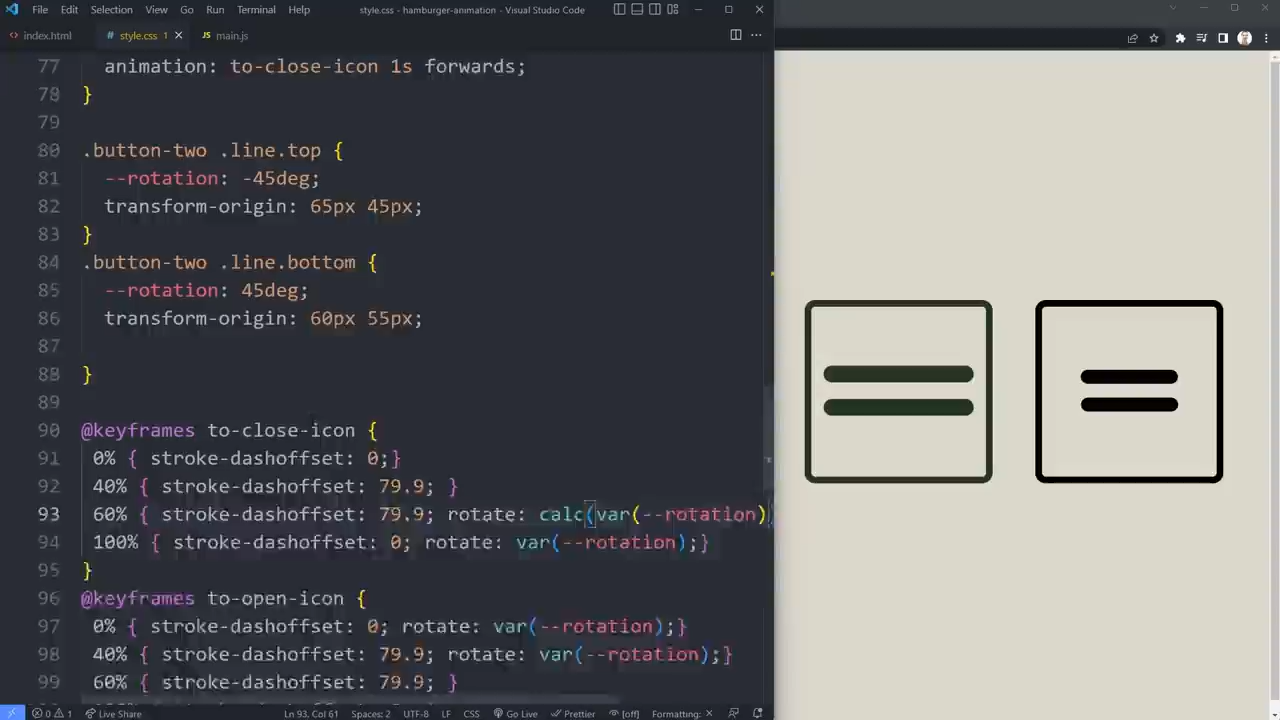 File Edit Selection View Go Run Terminal Help style.css - hamburger-animation - Visual Studio Code
index.html # style.css 1 JS main.js
77 animation: to-close-icon 1s forwards;
78 }
79
80 .button-two .line.top {
81 --rotation: -45deg;
82 transform-origin: 65px 45px;
83 }
84 .button-two .line.bottom {
85 --rotation: 45deg;
86 transform-origin: 60px 55px;
87
88 }
89
90 @keyframes to-close-icon {
91 0% { stroke-dashoffset: 0;}
92 40% { stroke-dashoffset: 79.9; }
93 60% { stroke-dashoffset: 79.9; rotate: calc(var(--rotation)
94 100% { stroke-dashoffset: 0; rotate: var(--rotation);}
95 }
96 @keyframes to-open-icon {
97 0% { stroke-dashoffset: 0; rotate: var(--rotation);}
98 40% { stroke-dashoffset: 79.9; rotate: var(--rotation);}
99 60% { stroke-dashoffset: 79.9; }
0 1 Live Share Ln 93, Col 61 Spaces: 2 UTF-8 LF CSS Go Live Prettier [off] Formatting: ×